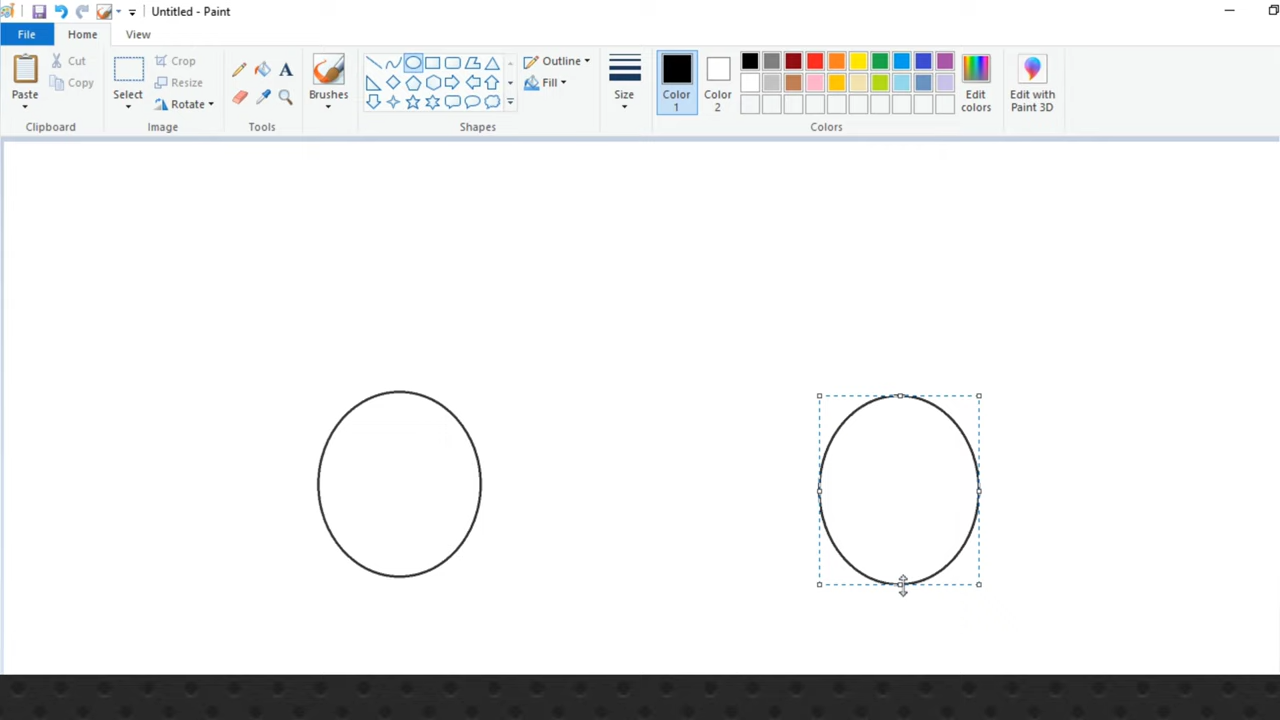 Untitled - Paint
File Home View
Paste
Cut
Copy
Clipboard
Select
Crop
Resize
Rotate
Image
A
Tools
Brushes
Shapes
Outline
Fill
Size
Color 1
Color 2
Edit colors
Colors
Edit with Paint 3D